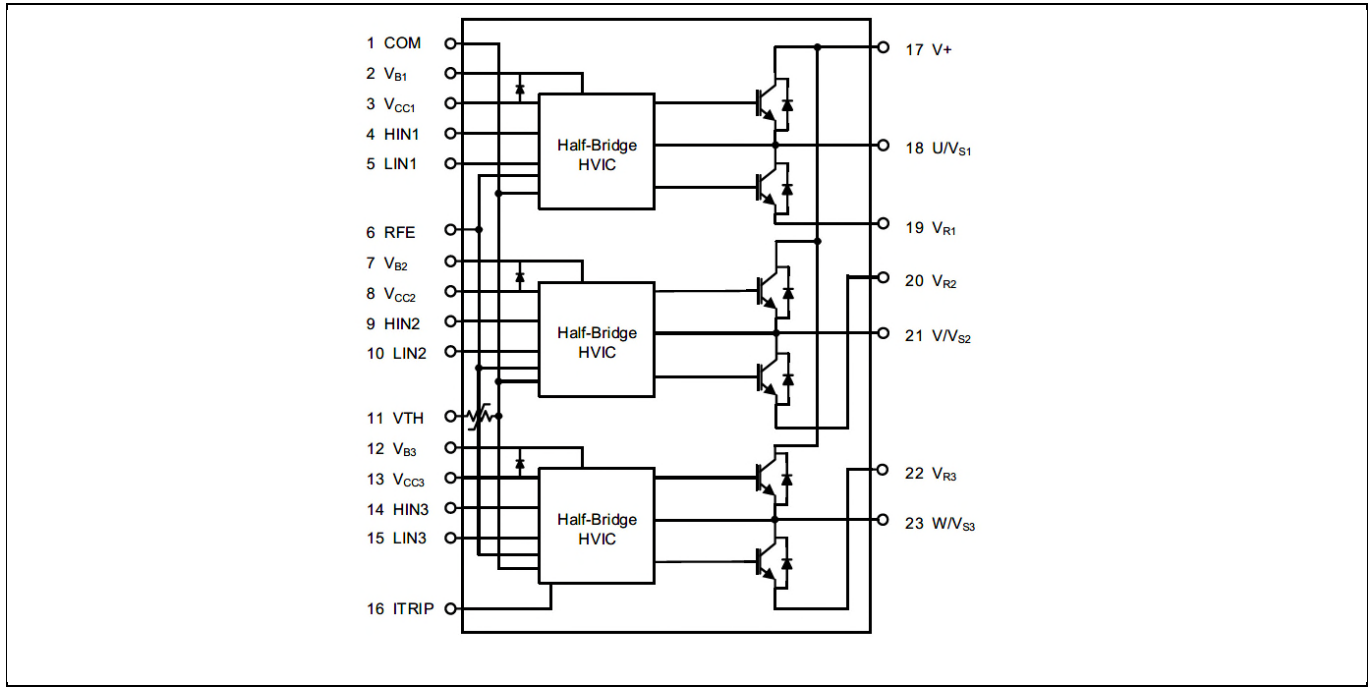 1 COM
2 VB1
3 VCC1
4 HIN1
5 LIN1
6 RFE
7 VB2
8 VCC2
9 HIN2
10 LIN2
11 VTH
12 VB3
13 VCC3
14 HIN3
15 LIN3
16 ITRIP
Half-Bridge
HVIC
Half-Bridge
HVIC
Half-Bridge
HVIC
17 V+
18 U/VS1
19 VR1
20 VR2
21 V/VS2
22 VR3
23 W/VS3